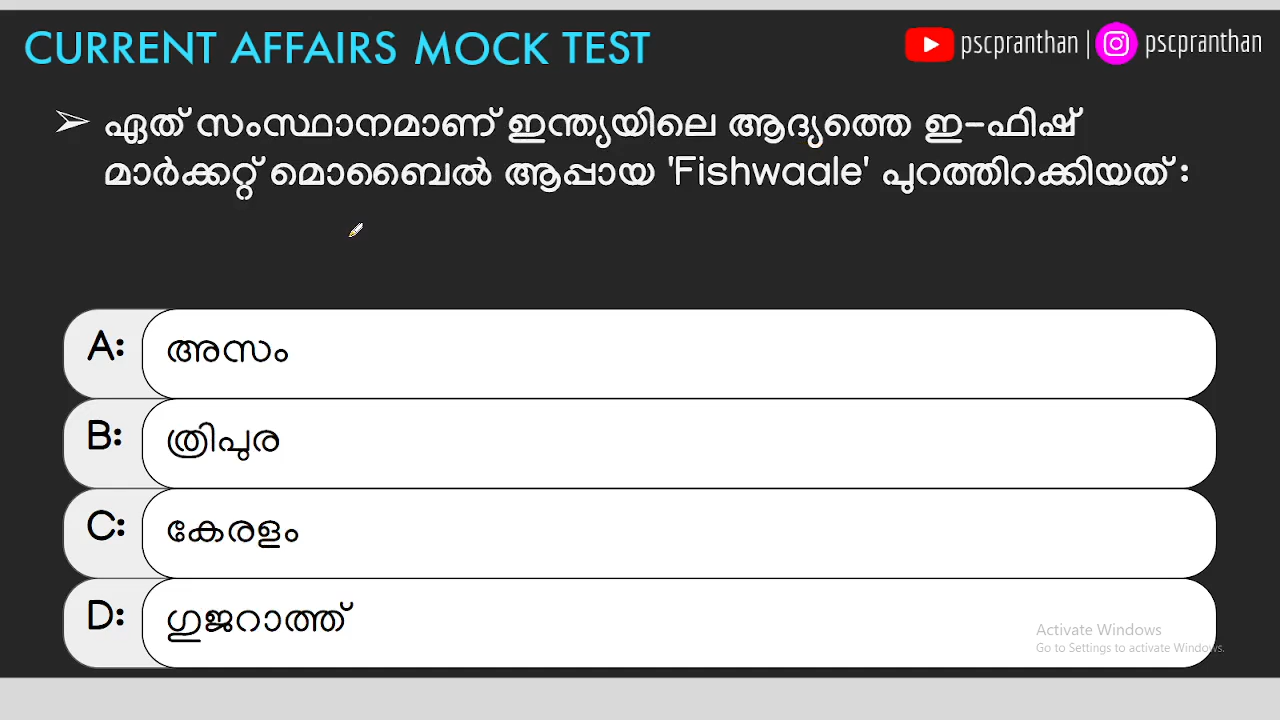 CURRENT AFFAIRS MOCK TEST
pscpranthan | pscpranthan
➢ ഏത് സംസ്ഥാനമാണ് ഇന്ത്യയിലെ ആദ്യത്തെ ഇ-ഫിഷ്
മാർക്കറ്റ് മൊബൈൽ ആപ്പായ 'Fishwaale' പുറത്തിറക്കിയത് :
A: അസം
B: ത്രിപുര
C: കേരളം
D: ഗുജറാത്ത്
Activate Windows
Go to Settings to activate Windows.